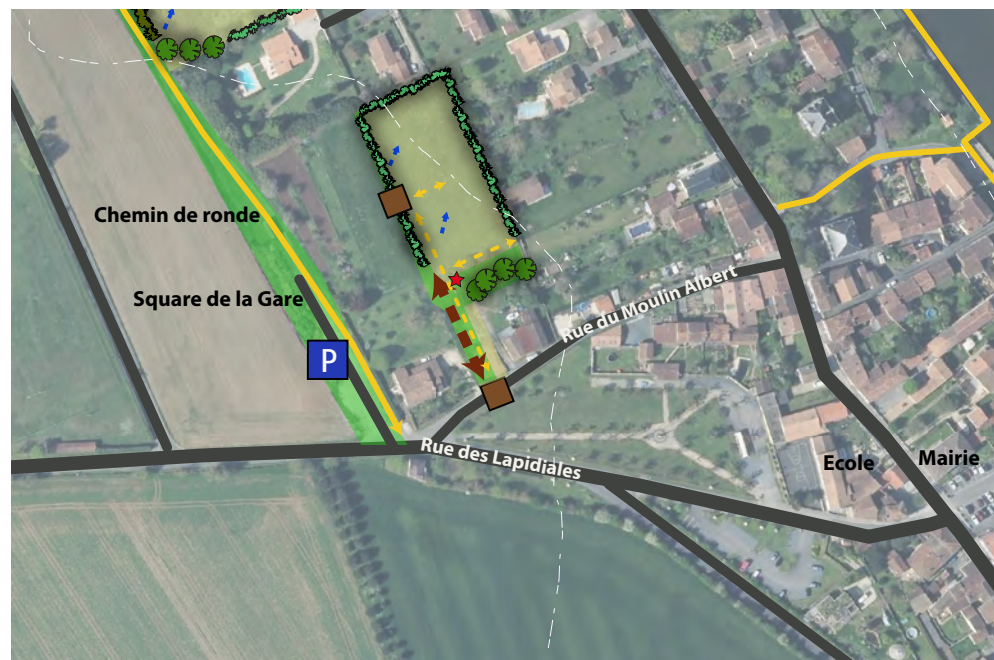 Chemin de ronde
Square de la Gare
P
Rue du Moulin Albert
Rue des Lapidiales
Ecole
Mairie